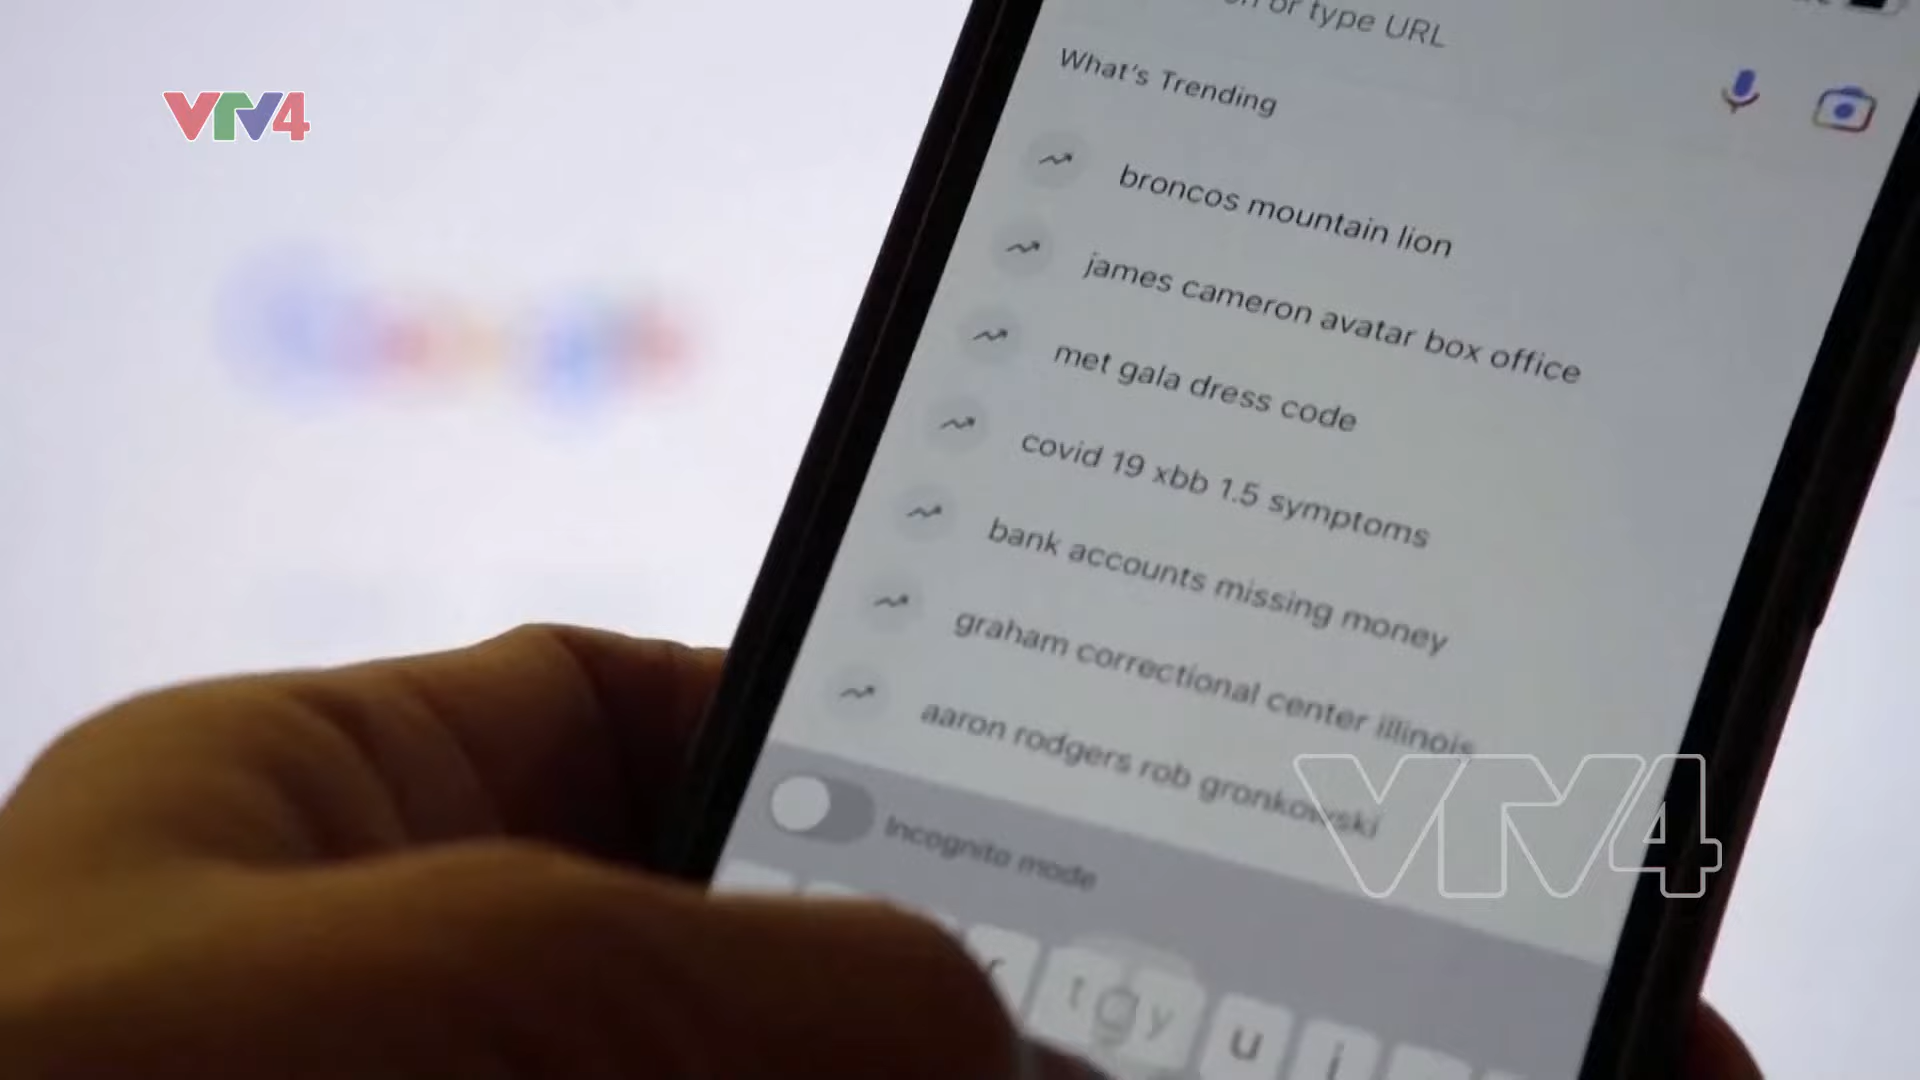 VTV4
or type URL
What's Trending
broncos mountain lion
james cameron avatar box office
met gala dress code
covid 19 xbb 1.5 symptoms
bank accounts missing money
graham correctional center illinois
aaron rodgers rob gronkowski
VTV4
Incognito mode
r t g y u i